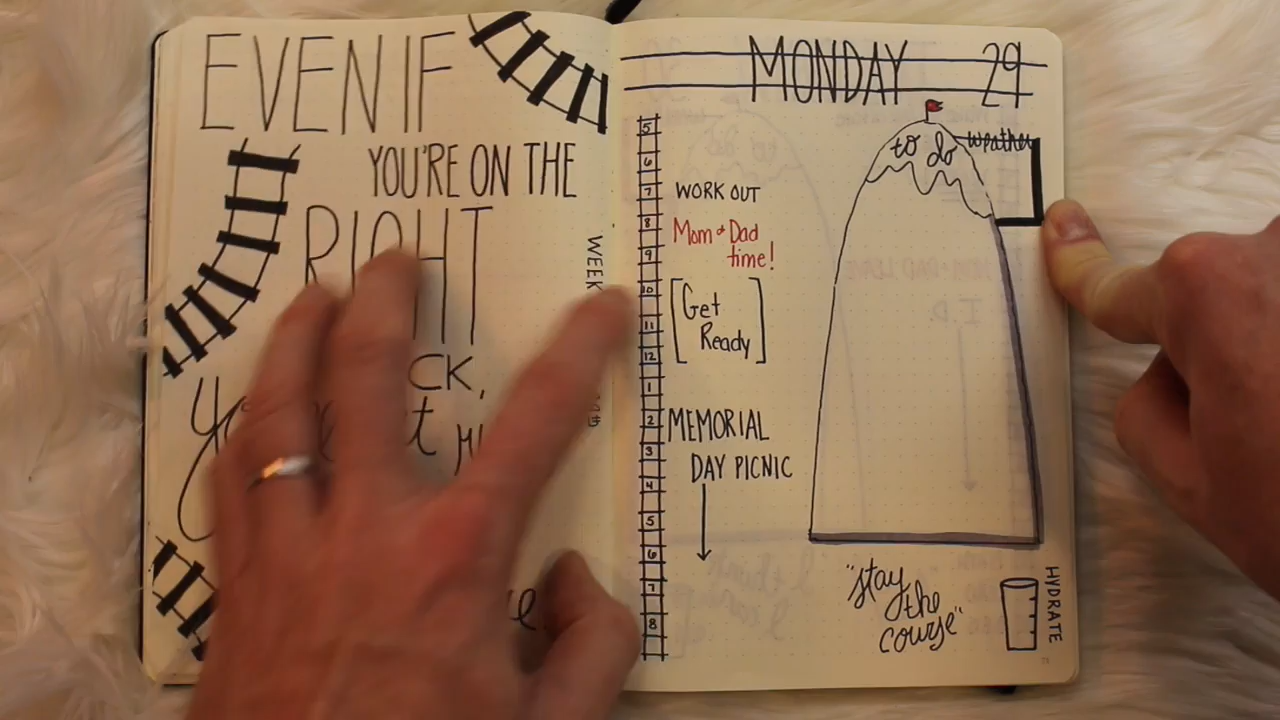 EVEN IF
YOU'RE ON THE
RIGHT
CK,
WEEK
MONDAY 29
to do
weather
5
6
7
8
9
10
11
12
1
2
3
4
5
6
7
8
WORK OUT
Mom + Dad
time!
[Get
Ready]
MEMORIAL
DAY PICNIC
"stay
the
course"
HYDRATE